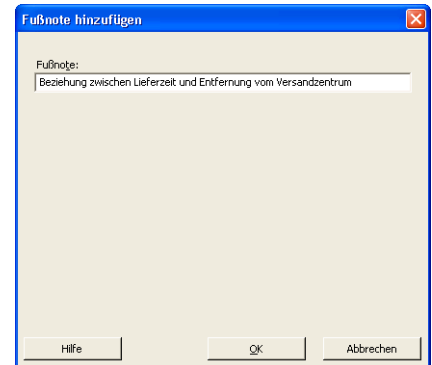 Fußnote hinzufügen
Fußnote:
Beziehung zwischen Lieferzeit und Entfernung vom Versandzentrum
Hilfe OK Abbrechen